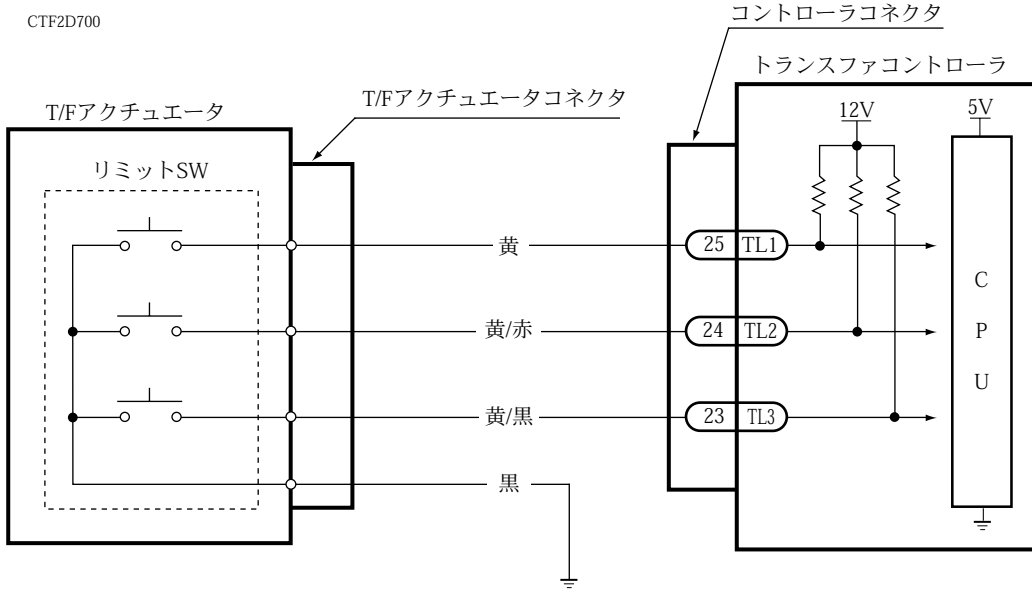 CTF2D700
コントローラコネクタ
トランスファコントローラ
T/Fアクチュエータ
T/Fアクチュエータコネクタ
12V
5V
リミットSW
黄
25
TL1
黄/赤
24
TL2
黄/黒
23
TL3
黒
C
P
U